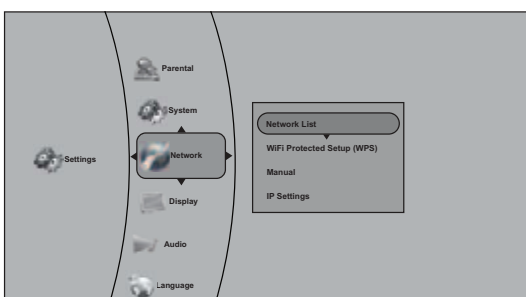 Settings
Parental
System
Network
Display
Audio
Language
Network List
WiFi Protected Setup (WPS)
Manual
IP Settings